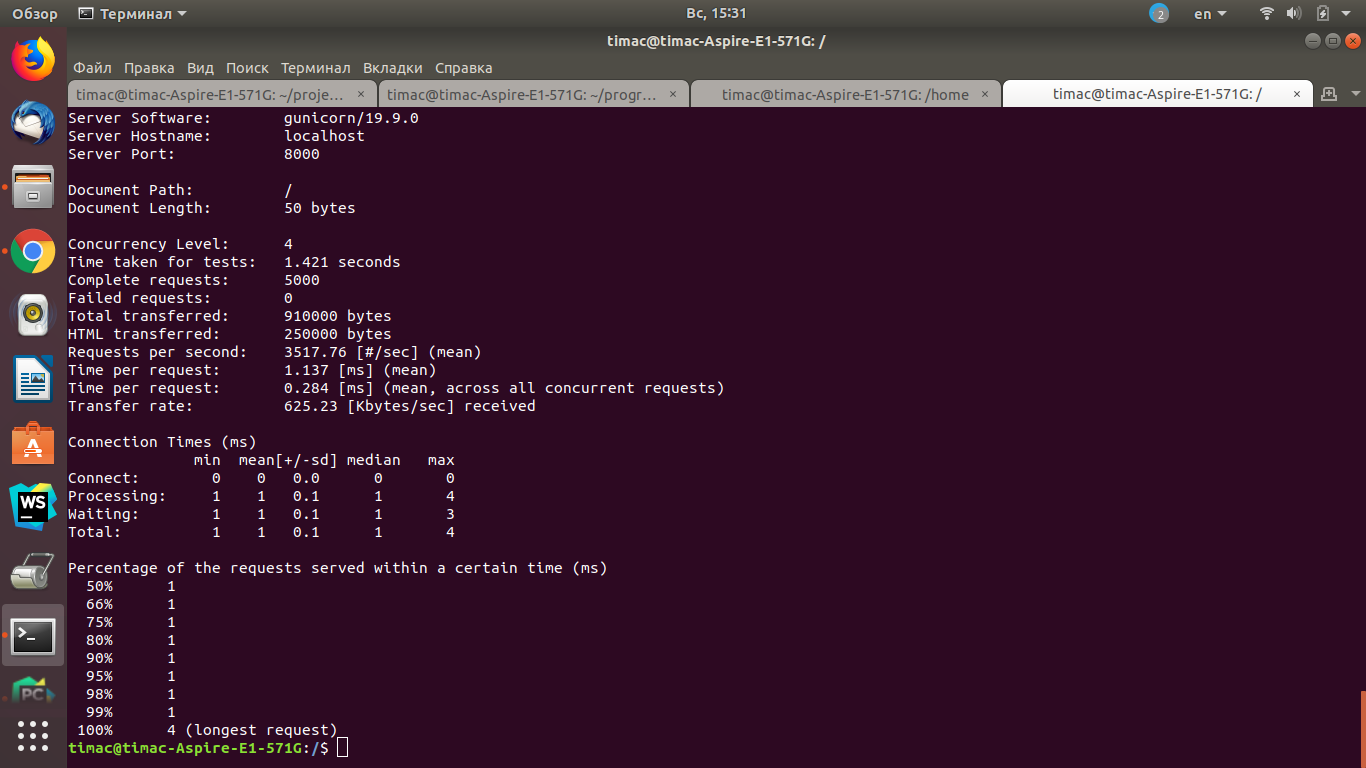 Обзор Терминал Вс, 15:31 2 en
timac@timac-Aspire-E1-571G: /
Файл Правка Вид Поиск Терминал Вкладки Справка
timac@timac-Aspire-E1-571G: ~/proje… × timac@timac-Aspire-E1-571G: ~/progr… × timac@timac-Aspire-E1-571G: /home × timac@timac-Aspire-E1-571G: / ×
Server Software:        gunicorn/19.9.0
Server Hostname:        localhost
Server Port:            8000
Document Path:          /
Document Length:        50 bytes
Concurrency Level:      4
Time taken for tests:   1.421 seconds
Complete requests:      5000
Failed requests:        0
Total transferred:      910000 bytes
HTML transferred:       250000 bytes
Requests per second:    3517.76 [#/sec] (mean)
Time per request:       1.137 [ms] (mean)
Time per request:       0.284 [ms] (mean, across all concurrent requests)
Transfer rate:          625.23 [Kbytes/sec] received
Connection Times (ms)
              min  mean[+/-sd] median   max
Connect:        0    0   0.0      0       0
Processing:     1    1   0.1      1       4
Waiting:        1    1   0.1      1       3
Total:          1    1   0.1      1       4
Percentage of the requests served within a certain time (ms)
  50%      1
  66%      1
  75%      1
  80%      1
  90%      1
  95%      1
  98%      1
  99%      1
 100%      4 (longest request)
timac@timac-Aspire-E1-571G:/$
WS
PC